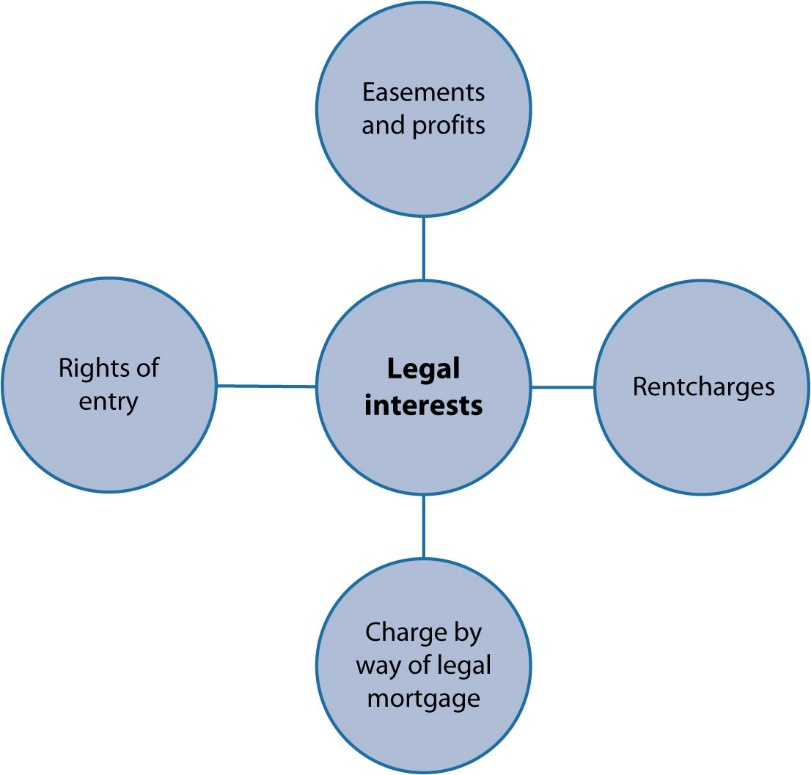 Easements
and profits
Rights of
entry
Legal
interests
Rentcharges
Charge by
way of legal
mortgage